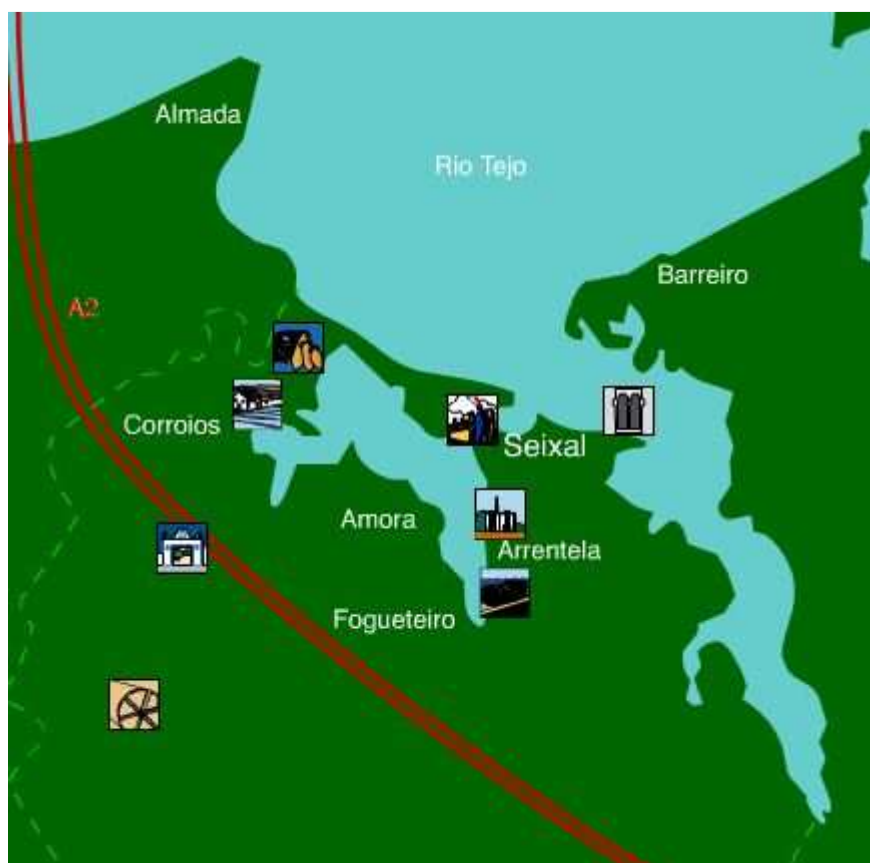 Almada
Rio Tejo
Barreiro
A2
Corroios
Seixal
Amora
Arrentela
Fogueteiro